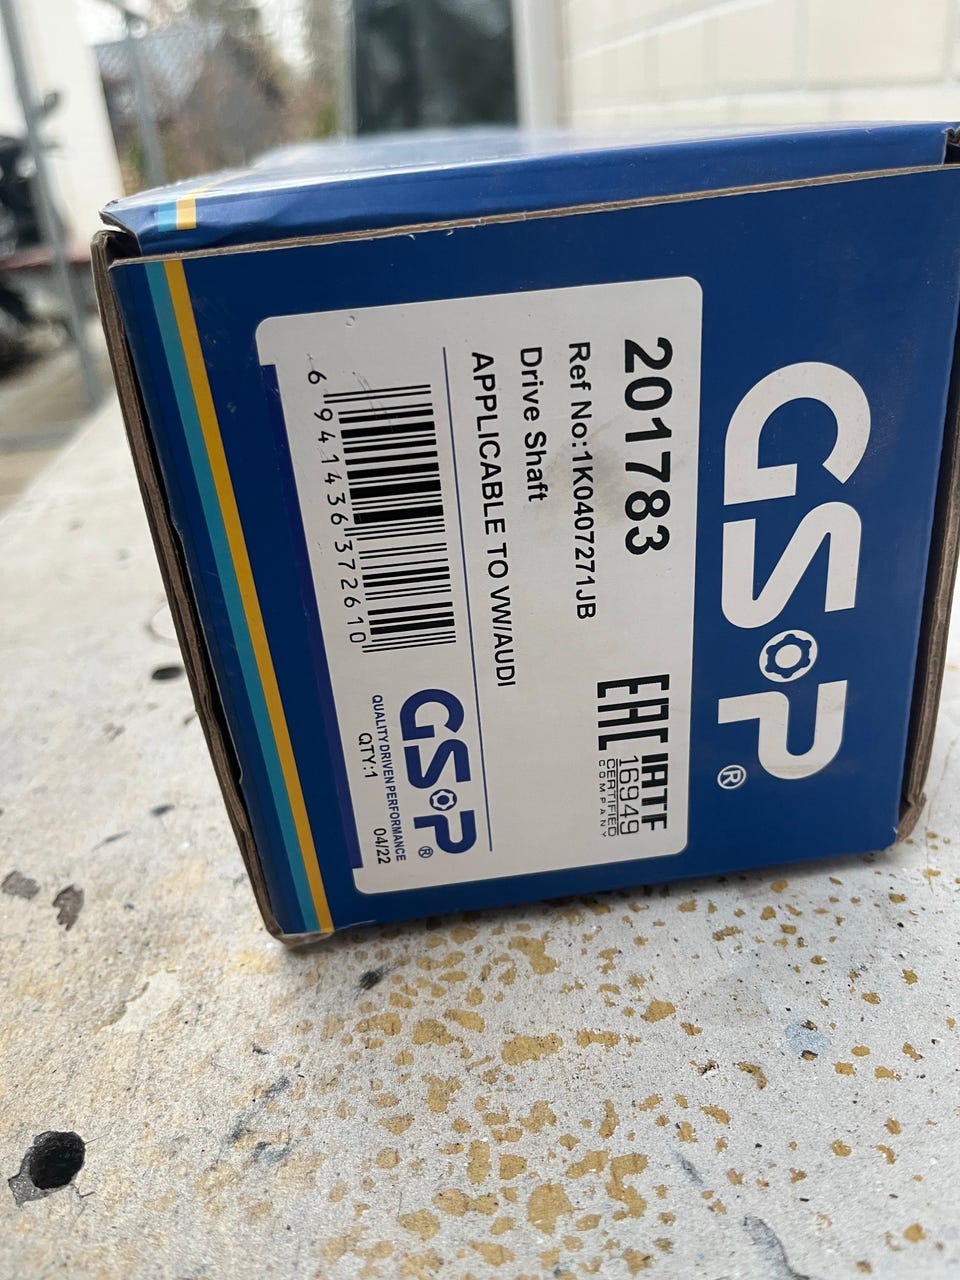 GSP®
201783
Ref No:1K0407271JB
Drive Shaft
APPLICABLE TO VW/AUDI
EAC
IATF
16949
CERTIFIED
COMPANY
6 941436 372610
GSP®
QUALITY DRIVEN PERFORMANCE
QTY:1
04/22